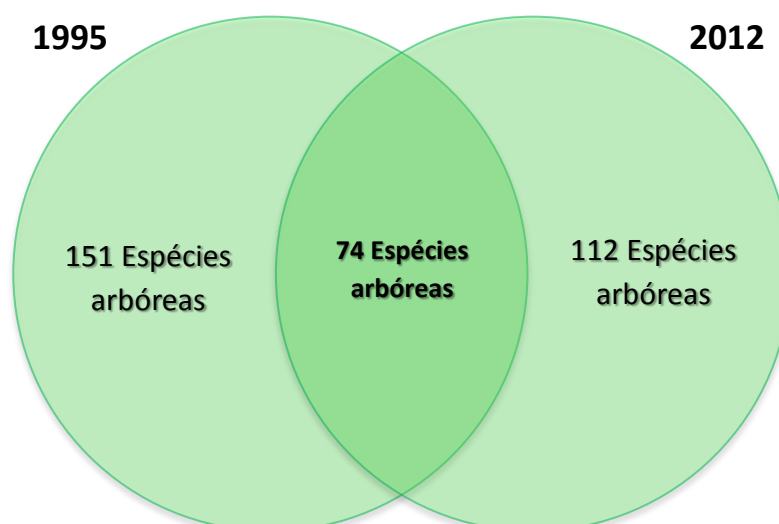 1995
2012
151 Espécies
arbóreas
74 Espécies
arbóreas
112 Espécies
arbóreas